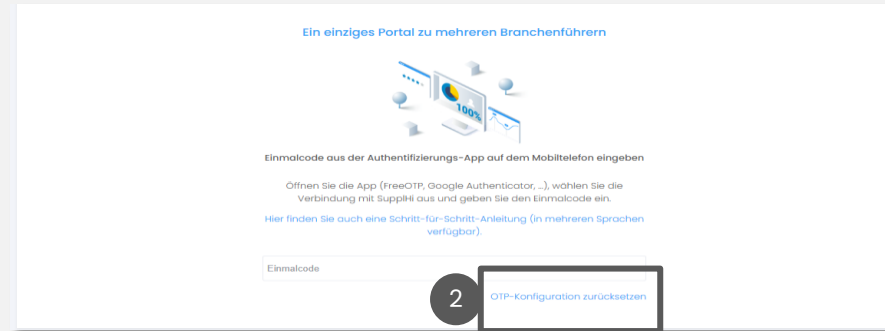 Ein einziges Portal zu mehreren Branchenführern
100%
Einmalcode aus der Authentifizierungs-App auf dem Mobiltelefon eingeben
Öffnen Sie die App (FreeOTP, Google Authenticator, ...), wählen Sie die
Verbindung mit SupplHi aus und geben Sie den Einmalcode ein.
Hier finden Sie auch eine Schritt-für-Schritt-Anleitung (in mehreren Sprachen
verfügbar).
Einmalcode
2
OTP-Konfiguration zurücksetzen